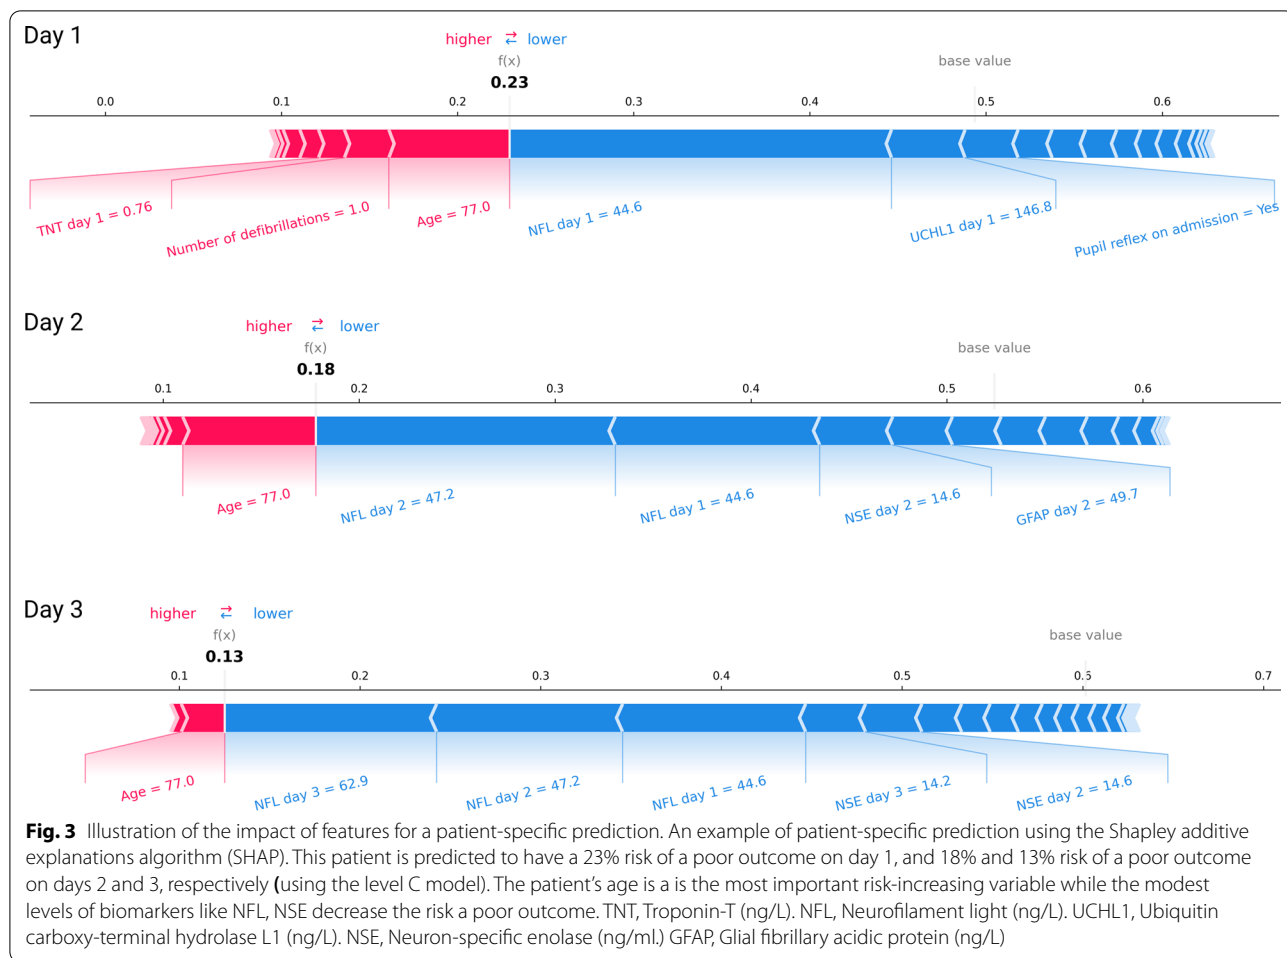 Day 1
higher ⇄ lower
f(x)
base value
0.23
0.0 0.1 0.2 0.3 0.4 0.5 0.6
TNT day 1 = 0.76
Number of defibrillations = 1.0
Age = 77.0
NFL day 1 = 44.6
UCHL1 day 1 = 146.8
Pupil reflex on admission = Yes
Day 2
higher ⇄ lower
f(x)
base value
0.18
0.1 0.2 0.3 0.4 0.5 0.6
Age = 77.0
NFL day 2 = 47.2
NFL day 1 = 44.6
NSE day 2 = 14.6
GFAP day 2 = 49.7
Day 3
higher ⇄ lower
f(x)
base value
0.13
0.1 0.2 0.3 0.4 0.5 0.6 0.7
Age = 77.0
NFL day 3 = 62.9
NFL day 2 = 47.2
NFL day 1 = 44.6
NSE day 3 = 14.2
NSE day 2 = 14.6
Fig. 3 Illustration of the impact of features for a patient-specific prediction. An example of patient-specific prediction using the Shapley additive
explanations algorithm (SHAP). This patient is predicted to have a 23% risk of a poor outcome on day 1, and 18% and 13% risk of a poor outcome
on days 2 and 3, respectively (using the level C model). The patient's age is a is the most important risk-increasing variable while the modest
levels of biomarkers like NFL, NSE decrease the risk a poor outcome. TNT, Troponin-T (ng/L). NFL, Neurofilament light (ng/L). UCHL1, Ubiquitin
carboxy-terminal hydrolase L1 (ng/L). NSE, Neuron-specific enolase (ng/ml.) GFAP, Glial fibrillary acidic protein (ng/L)